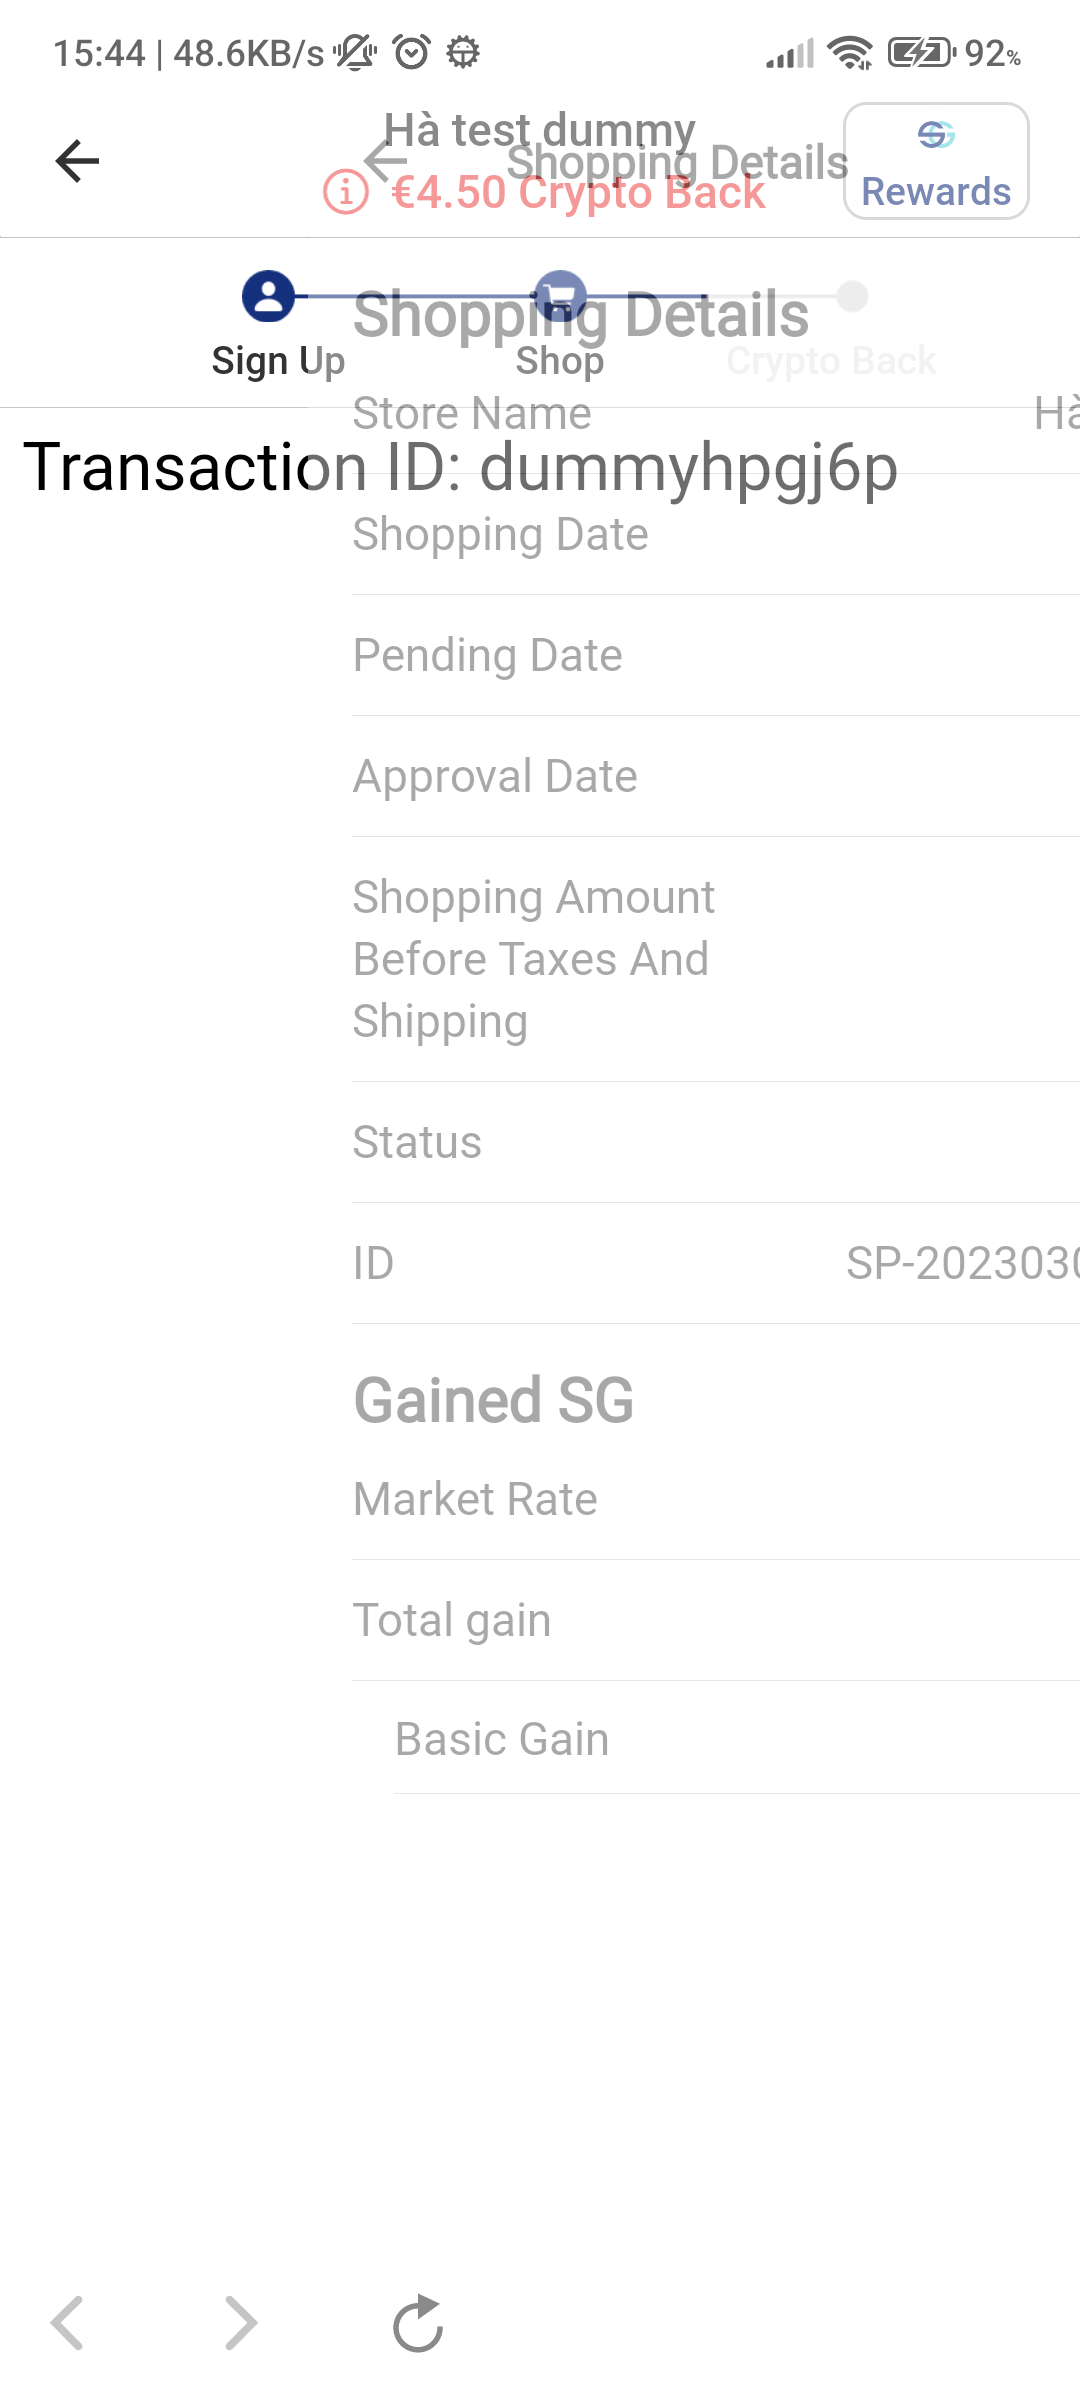 15:44 | 48.6KB/s 92%
Hà test dummy
Shopping Details
€4.50 Crypto Back
Rewards
Shopping Details
Sign Up Shop Crypto Back
Store Name Hà
Transaction ID: dummyhpgj6p
Shopping Date
Pending Date
Approval Date
Shopping Amount
Before Taxes And
Shipping
Status
ID SP-202303
Gained SG
Market Rate
Total gain
Basic Gain